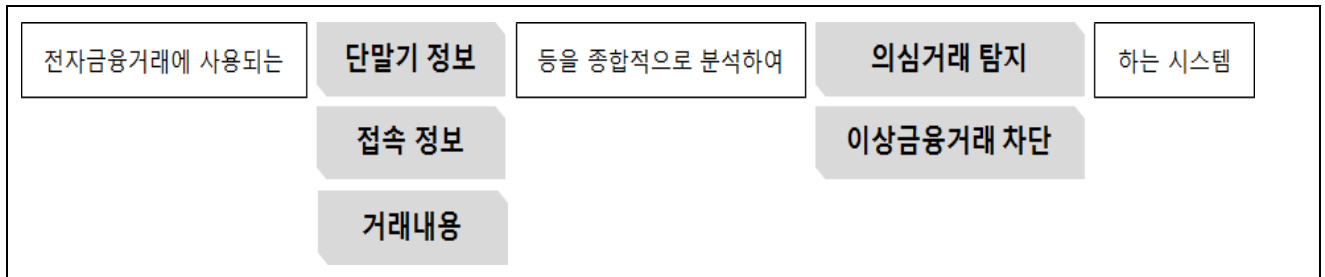 전자금융거래에 사용되는 단말기 정보 등을 종합적으로 분석하여 의심거래 탐지 하는 시스템
접속 정보 이상금융거래 차단
거래내용